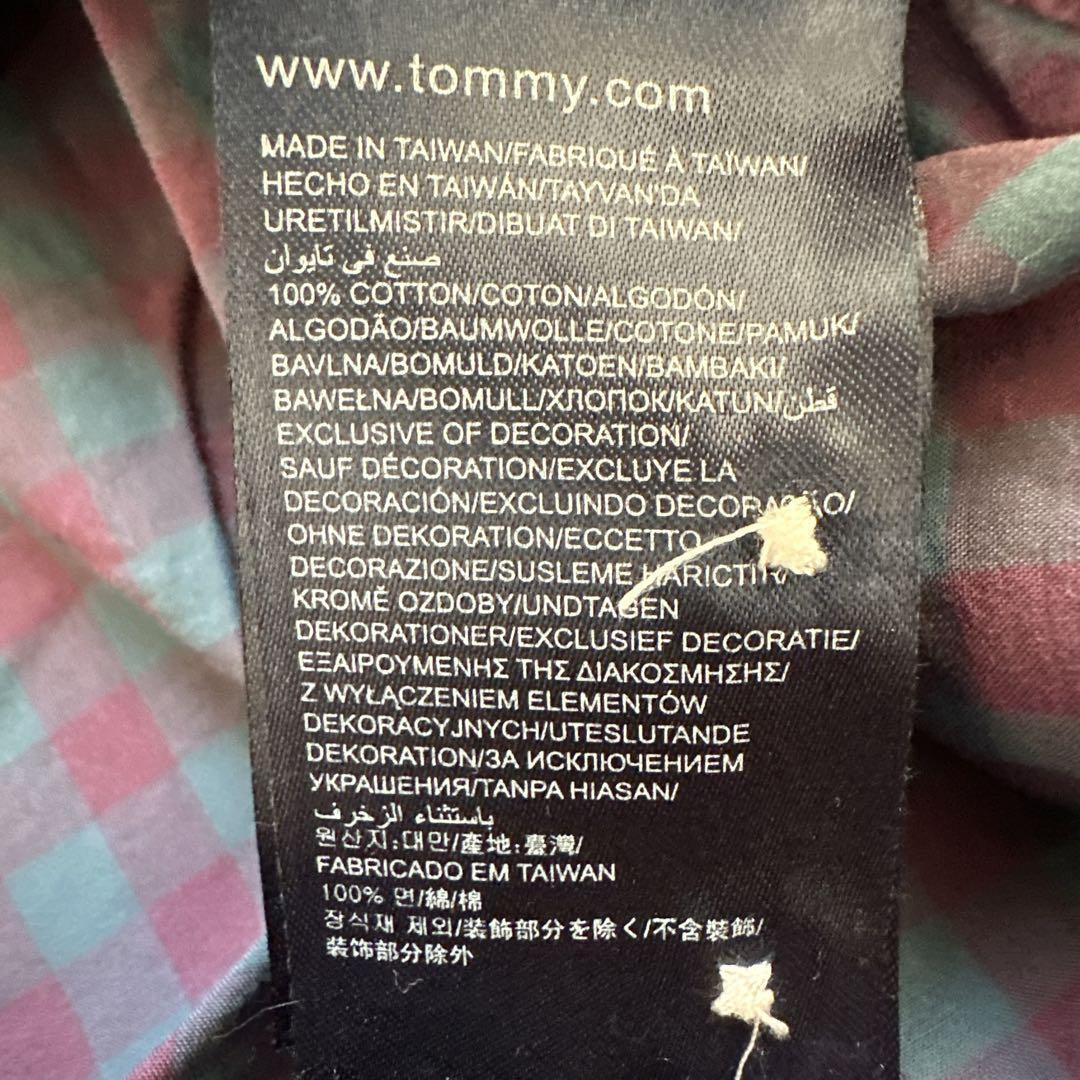 www.tommy.com
MADE IN TAIWAN/FABRIQUÉ À TAÏWAN/
HECHO EN TAIWÁN/TAYVAN'DA
URETILMISTIR/DIBUAT DI TAIWAN/
صنع في تايوان
100% COTTON/COTON/ALGODÓN/
ALGODÃO/BAUMWOLLE/COTONE/PAMUK/
BAVLNA/BOMULD/KATOEN/BAMBAKI/
BAWEŁNA/BOMULL/ХЛОПОК/KATUN/قطن
EXCLUSIVE OF DECORATION/
SAUF DÉCORATION/EXCLUYE LA
DECORACIÓN/EXCLUINDO DECORAÇÃO/
OHNE DEKORATION/ECCETTO
DECORAZIONE/SUSLEME HARICTIR/
KROMĚ OZDOBY/UNDTAGEN
DEKORATIONER/EXCLUSIEF DECORATIE/
ΕΞΑΙΡΟΥΜΕΝΗΣ ΤΗΣ ΔΙΑΚΟΣΜΗΣΗΣ/
Z WYŁĄCZENIEM ELEMENTÓW
DEKORACYJNYCH/UTESLUTANDE
DEKORATION/ЗА ИСКЛЮЧЕНИЕМ
УКРАШЕНИЯ/TANPA HIASAN/
باستثناء الزخرف
원산지:대만/產地:臺灣/
FABRICADO EM TAIWAN
100% 면/綿/棉
장식재 제외/装飾部分を除く/不含裝飾/
装饰部分除外